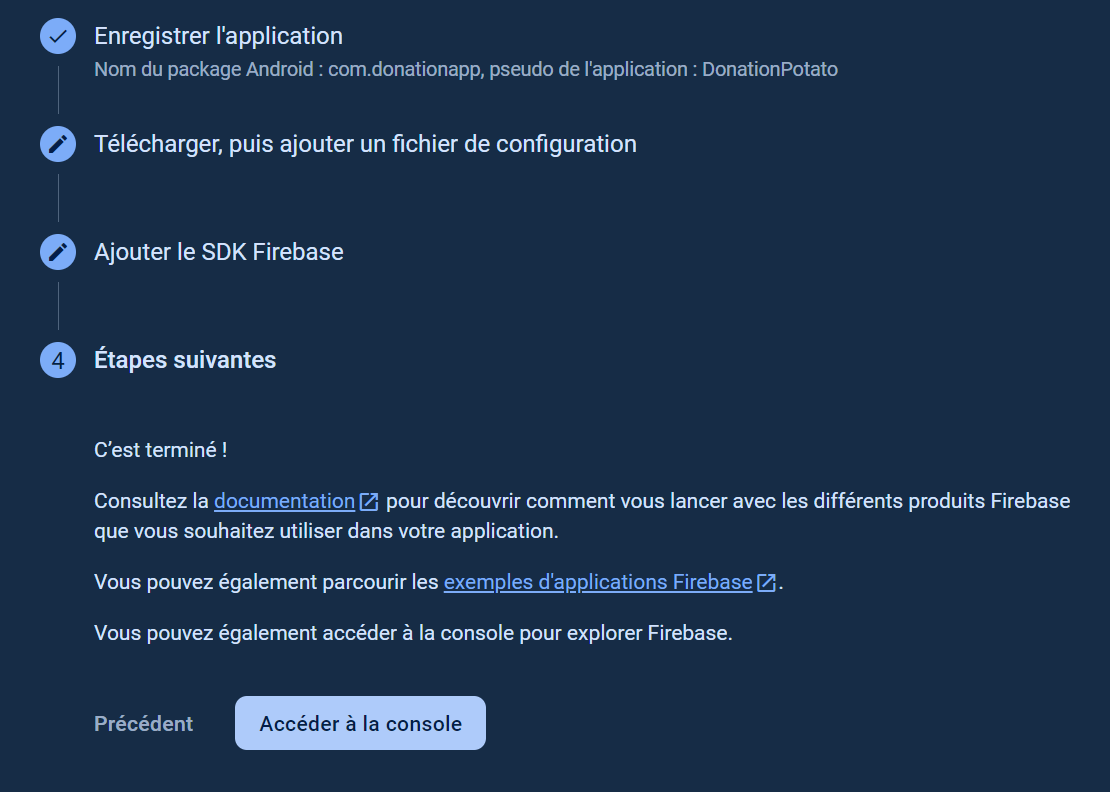 Enregistrer l'application
Nom du package Android : com.donationapp, pseudo de l'application : DonationPotato
Télécharger, puis ajouter un fichier de configuration
Ajouter le SDK Firebase
4 Étapes suivantes
C’est terminé !
Consultez la documentation pour découvrir comment vous lancer avec les différents produits Firebase
que vous souhaitez utiliser dans votre application.
Vous pouvez également parcourir les exemples d'applications Firebase.
Vous pouvez également accéder à la console pour explorer Firebase.
Précédent Accéder à la console